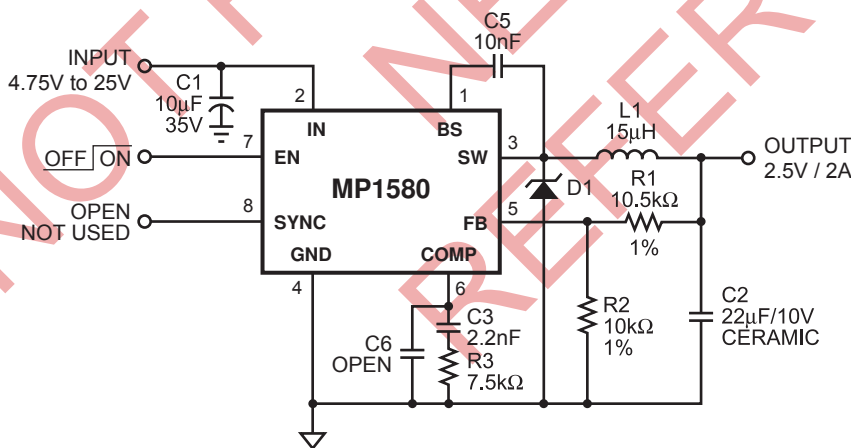 C5
10nF
INPUT
4.75V to 25V
C1
10µF
35V
2
1
IN
BS
L1
15µH
7
3
OFF ON
EN
SW
OUTPUT
2.5V / 2A
MP1580
D1
R1
10.5kΩ
1%
OPEN
NOT USED
8
5
SYNC
FB
GND
COMP
4
6
C6
OPEN
C3
2.2nF
R3
7.5kΩ
R2
10kΩ
1%
C2
22µF/10V
CERAMIC
NOT
REFER